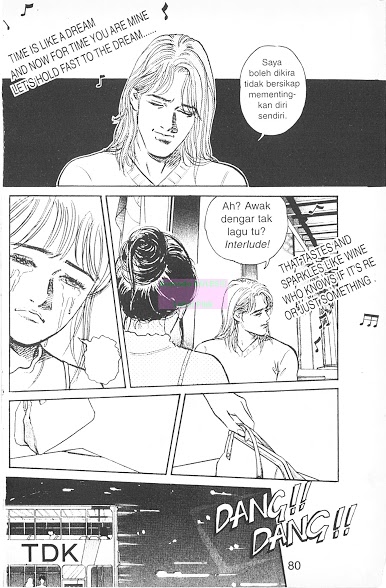 TIME IS LIKE A DREAM
AND NOW FOR TIME YOU ARE MINE
LET'S HOLD FAST TO THE DREAM......
Saya
boleh dikira
tidak bersikap
mementing-
kan diri
sendiri.
Ah? Awak
dengar tak
lagu tu?
Interlude!
THAT TASTES AND
SPARKLES LIKE WINE
WHO KNOWS IF IT'S RE
OR JUST SOMETHING .
DANG!!
DANG!!
TDK
80